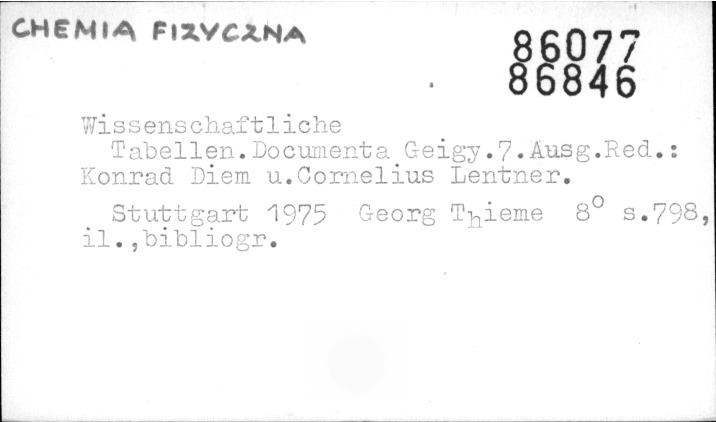 CHEMIA FIZYCZNA
86077
86846
Wissenschaftliche
Tabellen.Documenta Geigy.7.Ausg.Red.:
Konrad Diem u.Cornelius Lentner.
Stuttgart 1975 Georg Thieme 8° s.798,
il.,bibliogr.